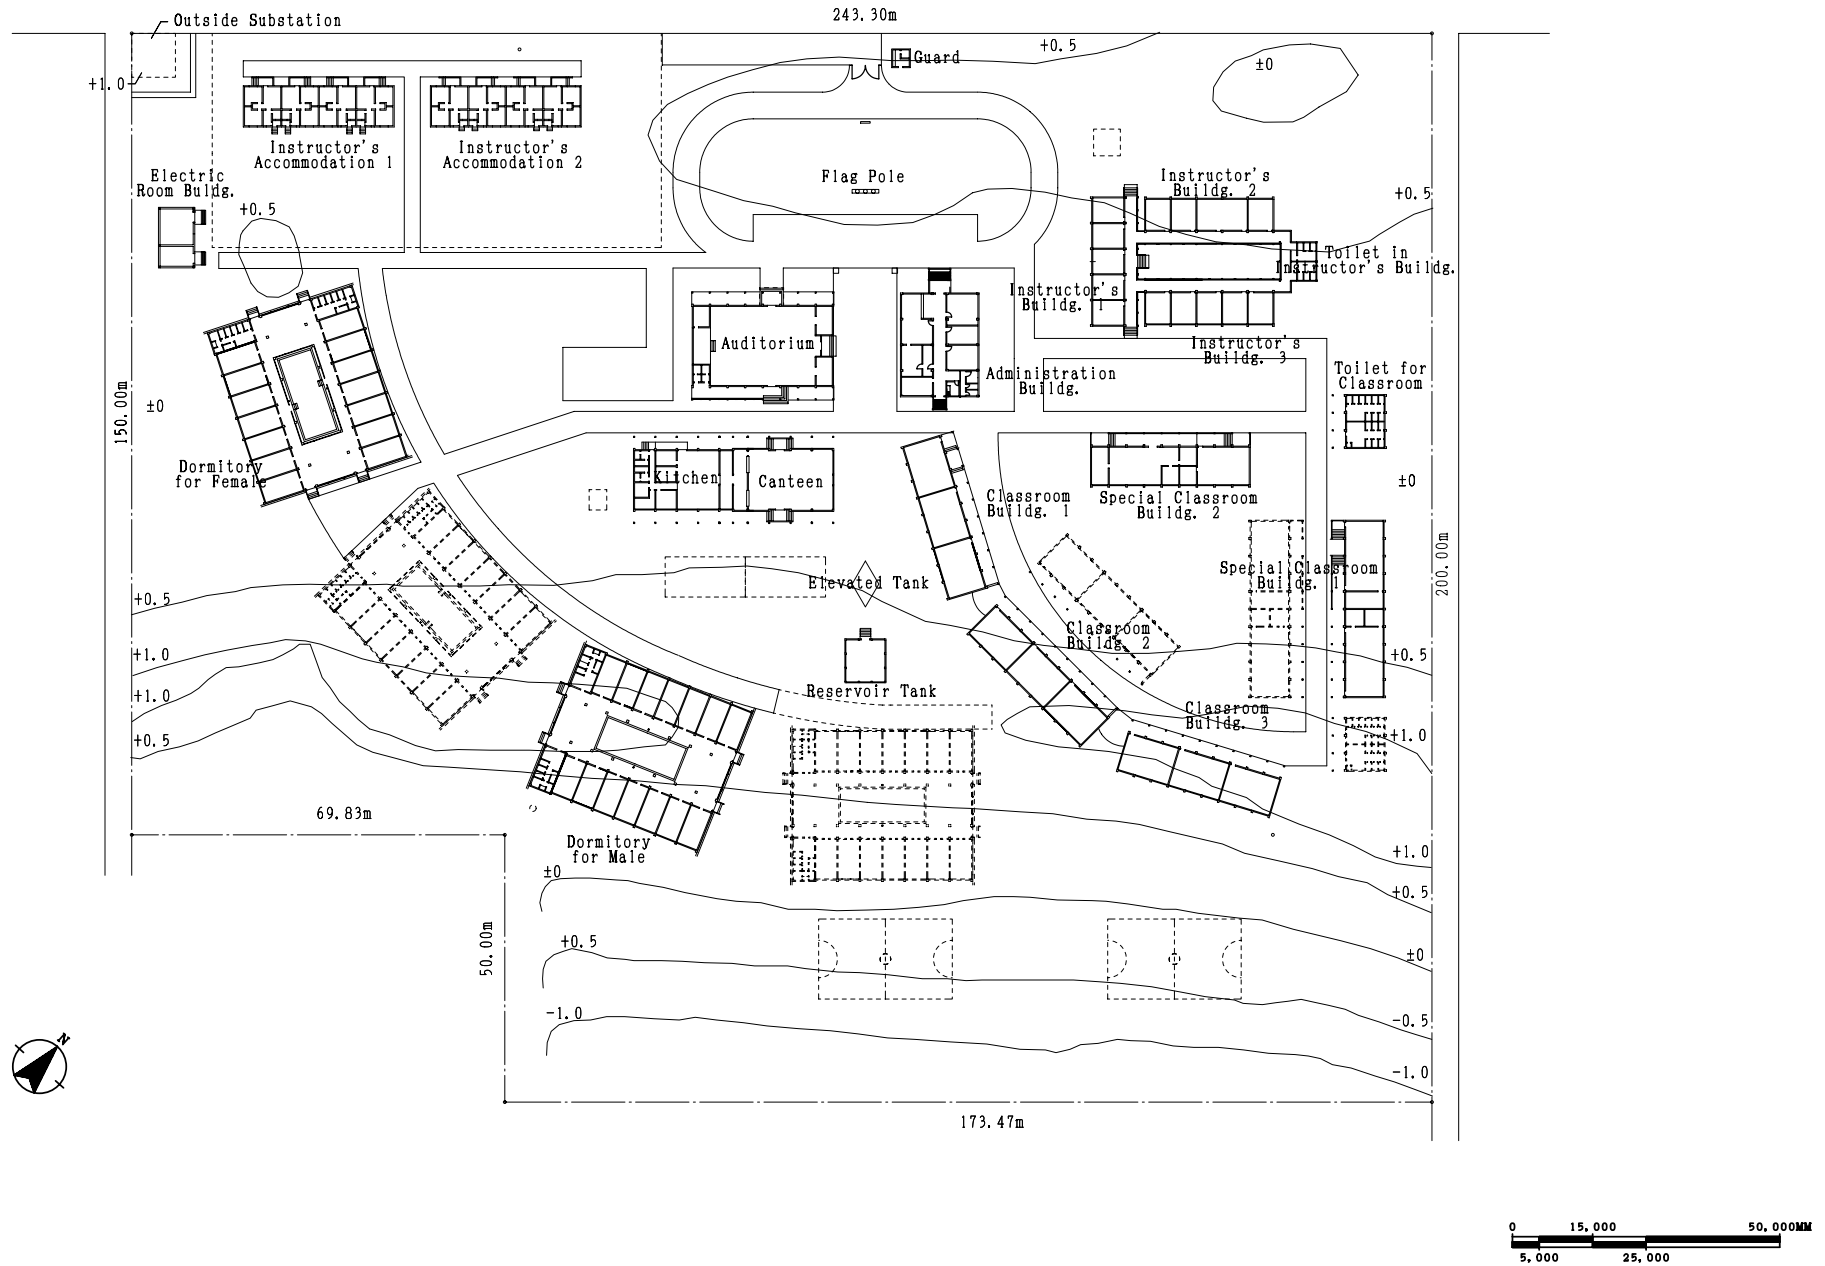 243.30m
Outside Substation
+0.5
Guard
±0
+1.0
Instructor's
Accommodation 1
Instructor's
Accommodation 2
Electric
Room Buldg.
Flag Pole
Instructor's
Buildg. 2
+0.5
+0.5
Toilet in
Instructor's Buildg.
Instructor's
Buildg. 1
Auditorium
Instructor's
Buildg. 3
Administration
Buildg.
Toilet for
Classroom
150.00m
±0
Dormitory
for Female
Kitchen
Canteen
Classroom
Buildg. 1
Special Classroom
Buildg. 2
±0
200.00m
Elevated Tank
Special Classroom
Buildg. 1
+0.5
Classroom
Buildg. 2
+1.0
+0.5
Reservoir Tank
+1.0
Classroom
Buildg. 3
+0.5
+1.0
69.83m
Dormitory
for Male
+1.0
±0
+0.5
50.00m
+0.5
±0
-1.0
-0.5
N
-1.0
173.47m
0 15,000 50,000MM
5,000 25,000